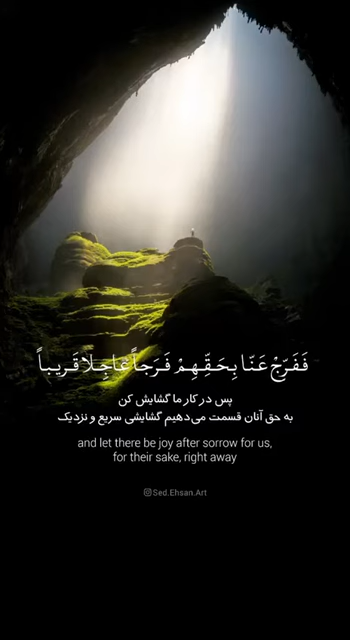 فَفَرِّجْ عَنّٰا بِحَقِّهِمْ فَرَجاً عٰاجِلاً قَرِیباً
پس در کار ما گشایش کن
به حق آنان قسمت می‌دهیم گشایشی سریع و نزدیک
and let there be joy after sorrow for us,
for their sake, right away
Sed.Ehsan.Art